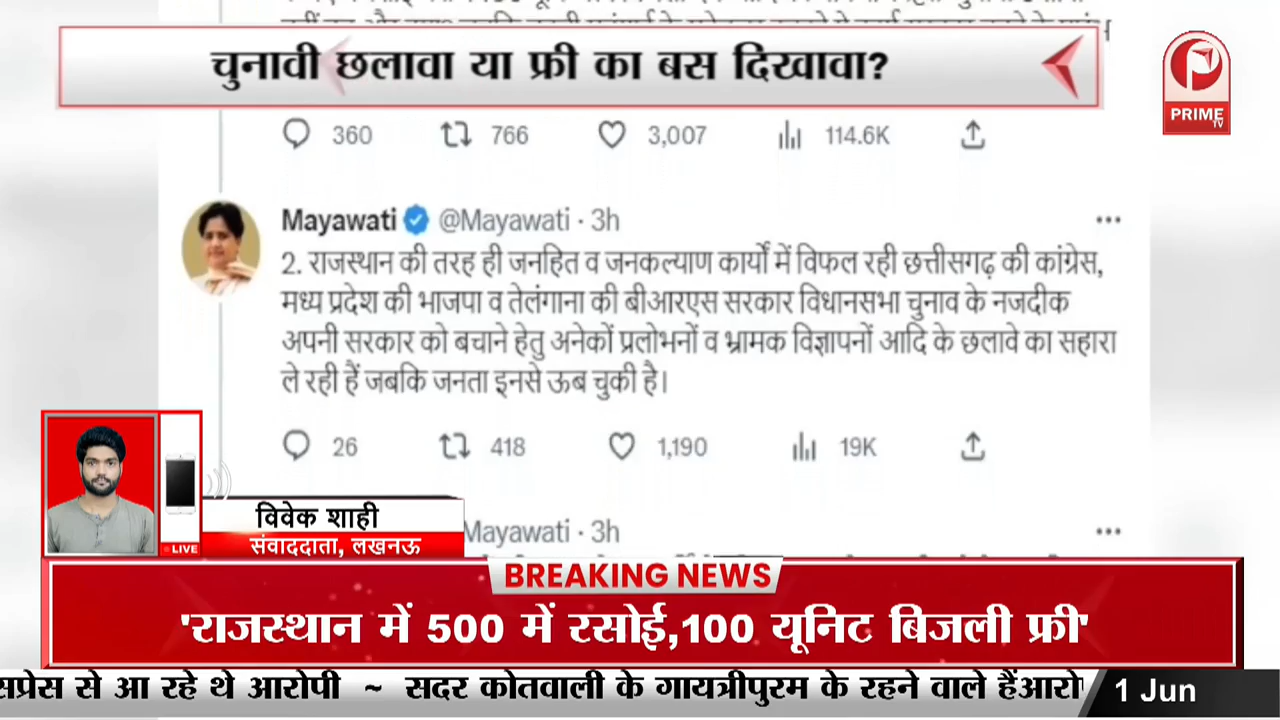 चुनावी छलावा या फ्री का बस दिखावा?
PRIME
TV
360 766 3,007 114.6K
Mayawati @Mayawati · 3h
2. राजस्थान की तरह ही जनहित व जनकल्याण कार्यों में विफल रही छत्तीसगढ़ की कांग्रेस,
मध्य प्रदेश की भाजपा व तेलंगाना की बीआरएस सरकार विधानसभा चुनाव के नजदीक
अपनी सरकार को बचाने हेतु अनेकों प्रलोभनों व भ्रामक विज्ञापनों आदि के छलावे का सहारा
ले रही हैं जबकि जनता इनसे ऊब चुकी है।
26 418 1,190 19K
Mayawati · 3h
LIVE
विवेक शाही
संवाददाता, लखनऊ
BREAKING NEWS
'राजस्थान में 500 में रसोई,100 यूनिट बिजली फ्री'
से आ रहे थे आरोपी ~ सदर कोतवाली के गायत्रीपुरम के रहने वाले हैं
1 Jun